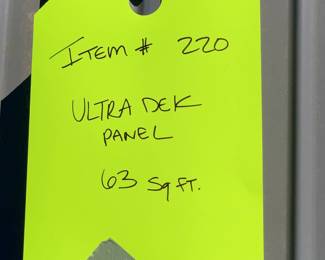 ITEM # 220
ULTRA DEK
PANEL
63 Sq FT.